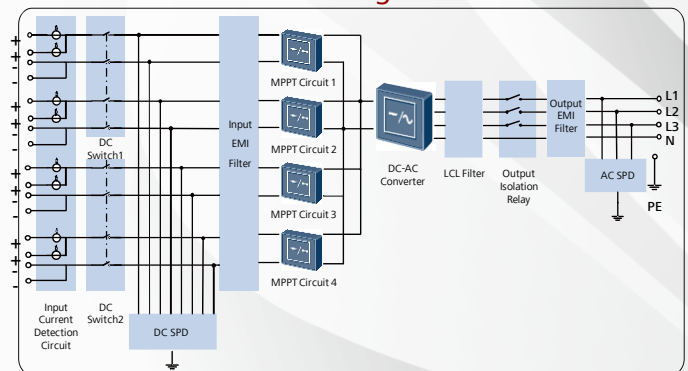 +
+
-
-
+
+
-
-
+
+
-
-
+
+
-
-
DC
Switch1
DC
Switch2
Input
Current
Detection
Circuit
DC SPD
Input
EMI
Filter
MPPT Circuit 1
MPPT Circuit 2
MPPT Circuit 3
MPPT Circuit 4
DC-AC
Converter
LCL Filter
Output
Isolation
Relay
Output
EMI
Filter
L1
L2
L3
N
AC SPD
PE